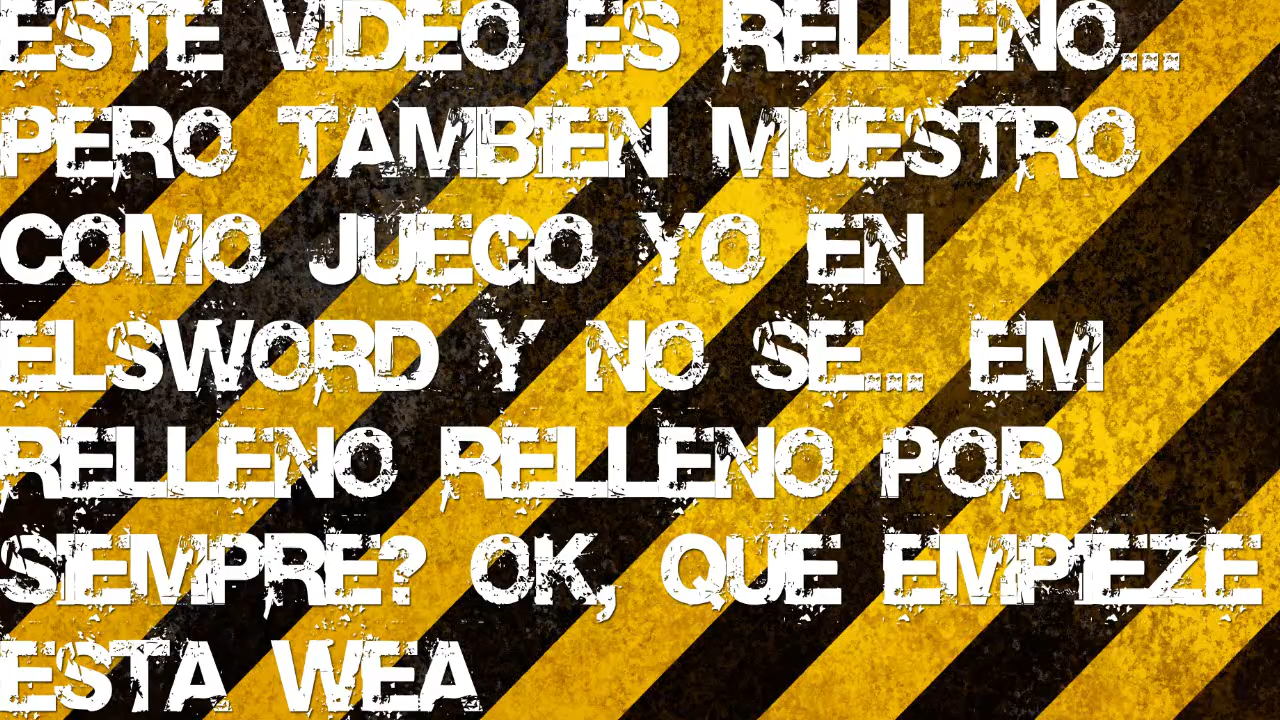 ESTE VIDEO ES RELLENO...
PERO TAMBIEN MUESTRO
COMO JUEGO YO EN
ELSWORD Y NO SE... EM
RELLENO RELLENO POR
SIEMPRE? OK, QUE EMPIEZE
ESTA WEA